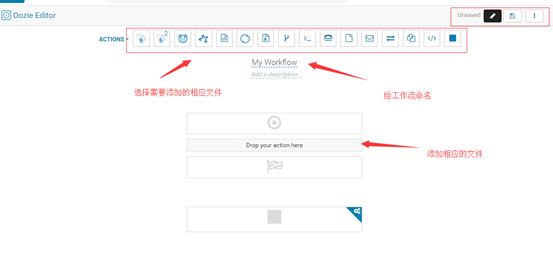 Oozie Editor
Unsaved
ACTIONS
2
My Workflow
Add a description...
选择需要添加的相应文件
给工作流命名
Drop your action here
添加相应的文件